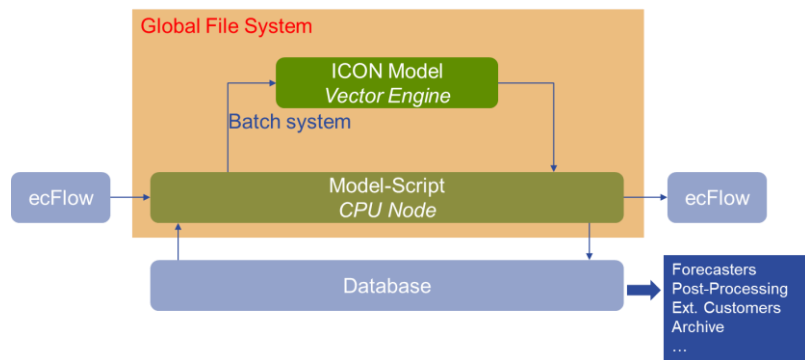 Global File System
ICON Model
Vector Engine
Batch system
ecFlow
Model-Script
CPU Node
ecFlow
Database
Forecasters
Post-Processing
Ext. Customers
Archive
…